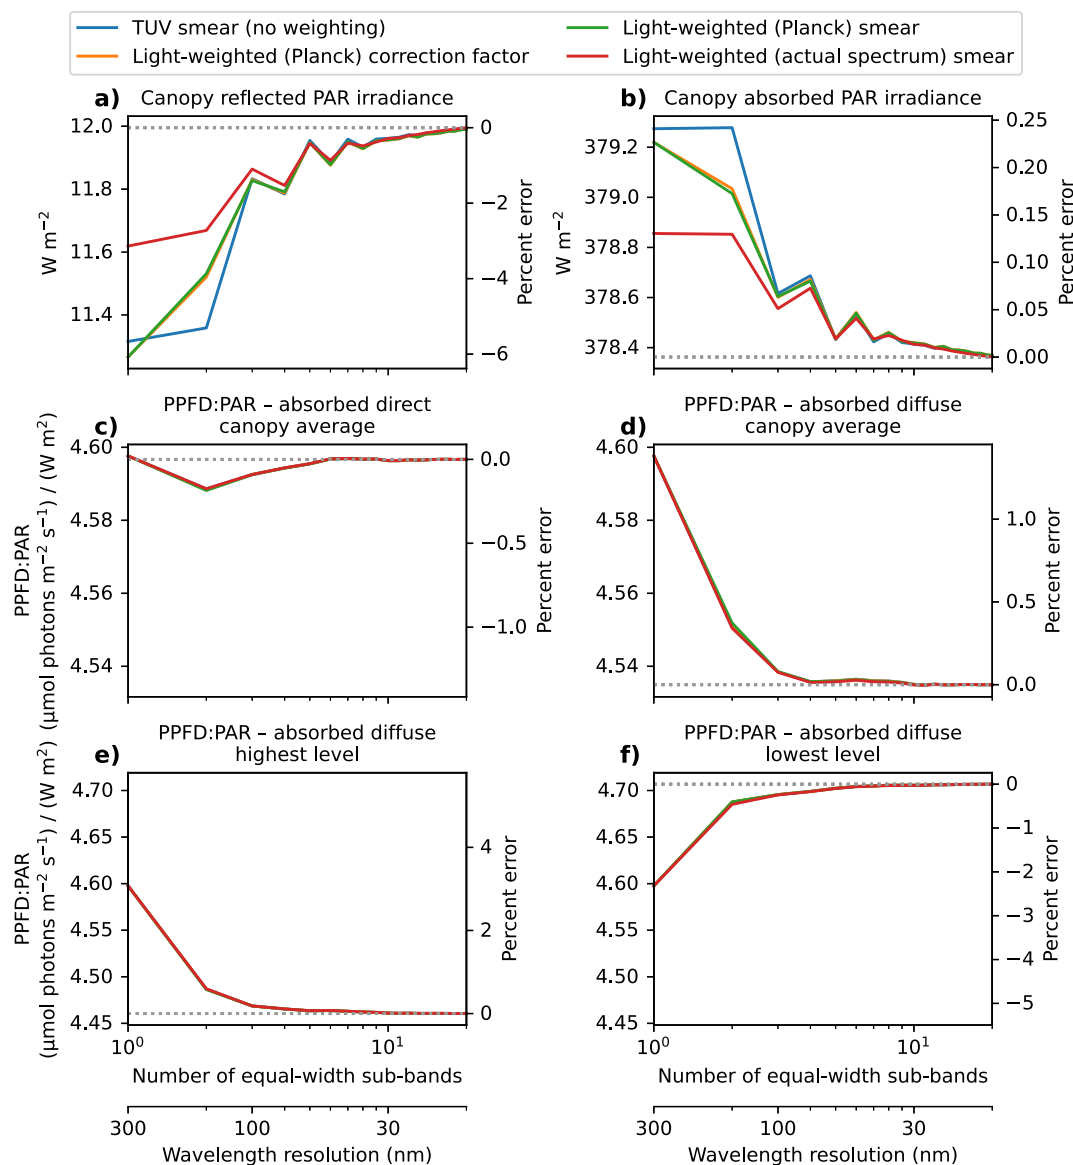 TUV smear (no weighting)
Light-weighted (Planck) correction factor
Light-weighted (Planck) smear
Light-weighted (actual spectrum) smear
a) Canopy reflected PAR irradiance
12.0
11.8
11.6
11.4
W m⁻²
0
−2
−4
−6
Percent error
b) Canopy absorbed PAR irradiance
379.2
379.0
378.8
378.6
378.4
W m⁻²
0.25
0.20
0.15
0.10
0.05
0.00
Percent error
c) PPFD:PAR – absorbed direct
canopy average
4.60
4.58
4.56
4.54
PPFD:PAR
(μmol photons m⁻² s⁻¹) / (W m²)
0.0
−0.5
−1.0
Percent error
d) PPFD:PAR – absorbed diffuse
canopy average
4.60
4.58
4.56
4.54
1.0
0.5
0.0
Percent error
e) PPFD:PAR – absorbed diffuse
highest level
4.70
4.65
4.60
4.55
4.50
4.45
PPFD:PAR
(μmol photons m⁻² s⁻¹) / (W m²)
4
2
0
Percent error
10⁰ 10¹
Number of equal-width sub-bands
300 100 30
Wavelength resolution (nm)
f) PPFD:PAR – absorbed diffuse
lowest level
4.70
4.65
4.60
4.55
4.50
4.45
0
−1
−2
−3
−4
−5
Percent error
10⁰ 10¹
Number of equal-width sub-bands
300 100 30
Wavelength resolution (nm)